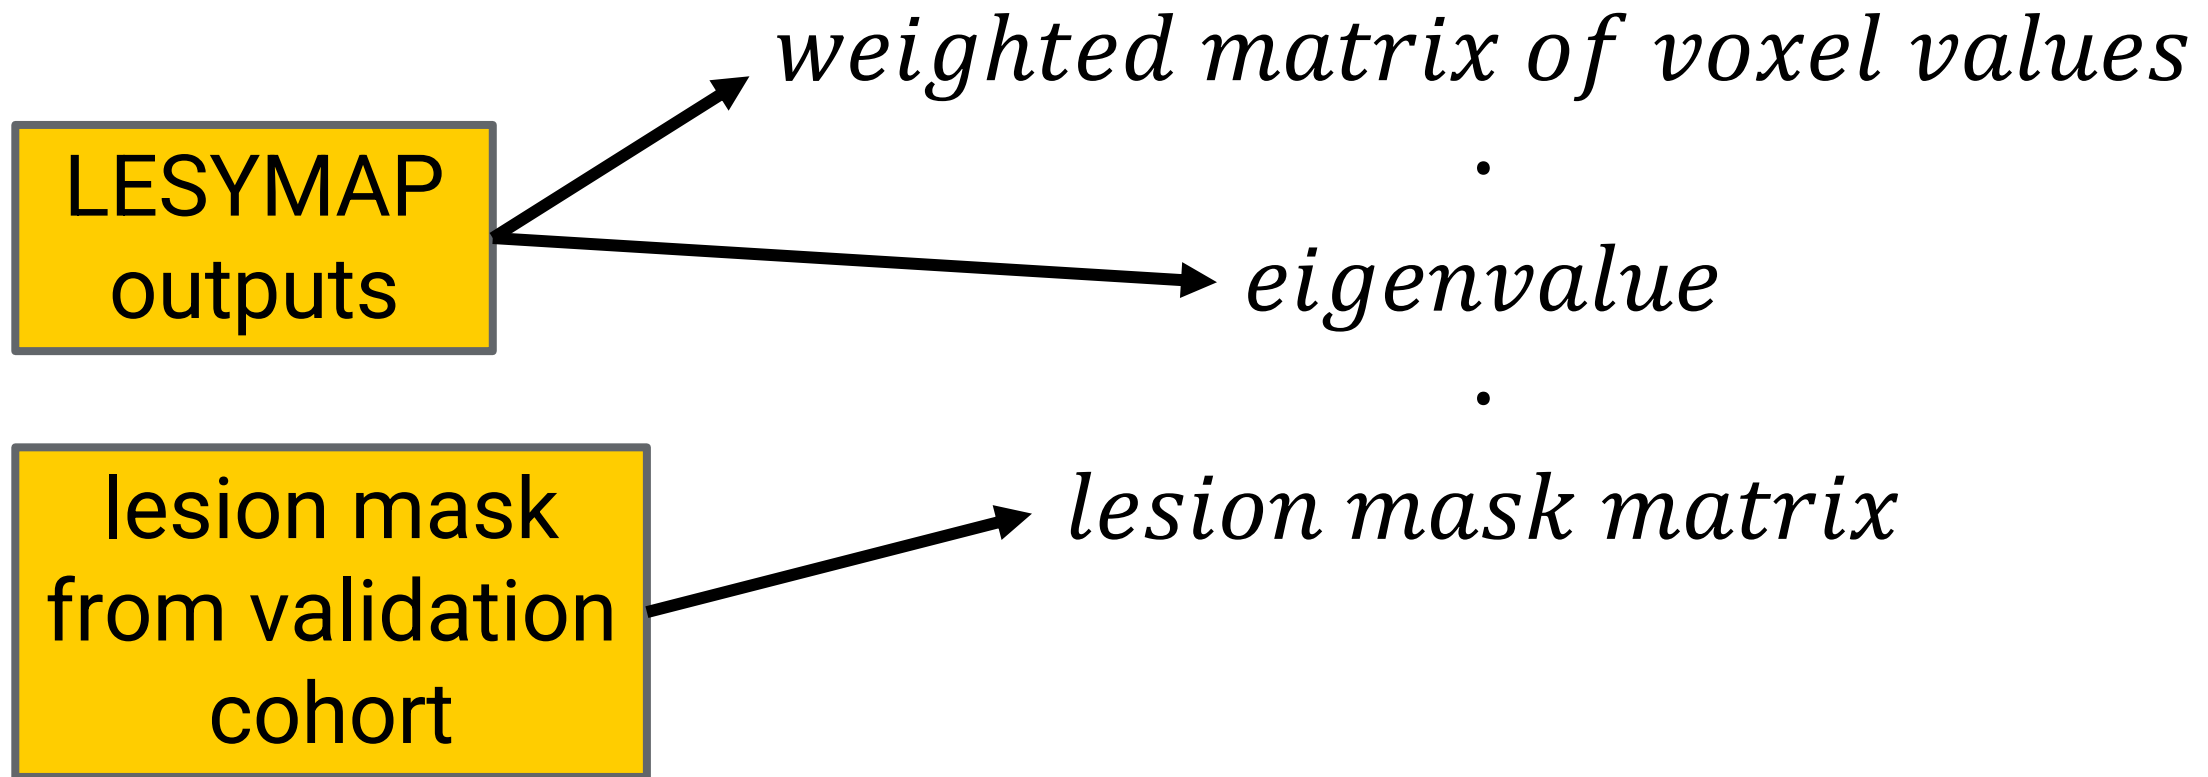 weighted matrix of voxel values
.
LESYMAP
outputs
eigenvalue
.
lesion mask
from validation
cohort
lesion mask matrix